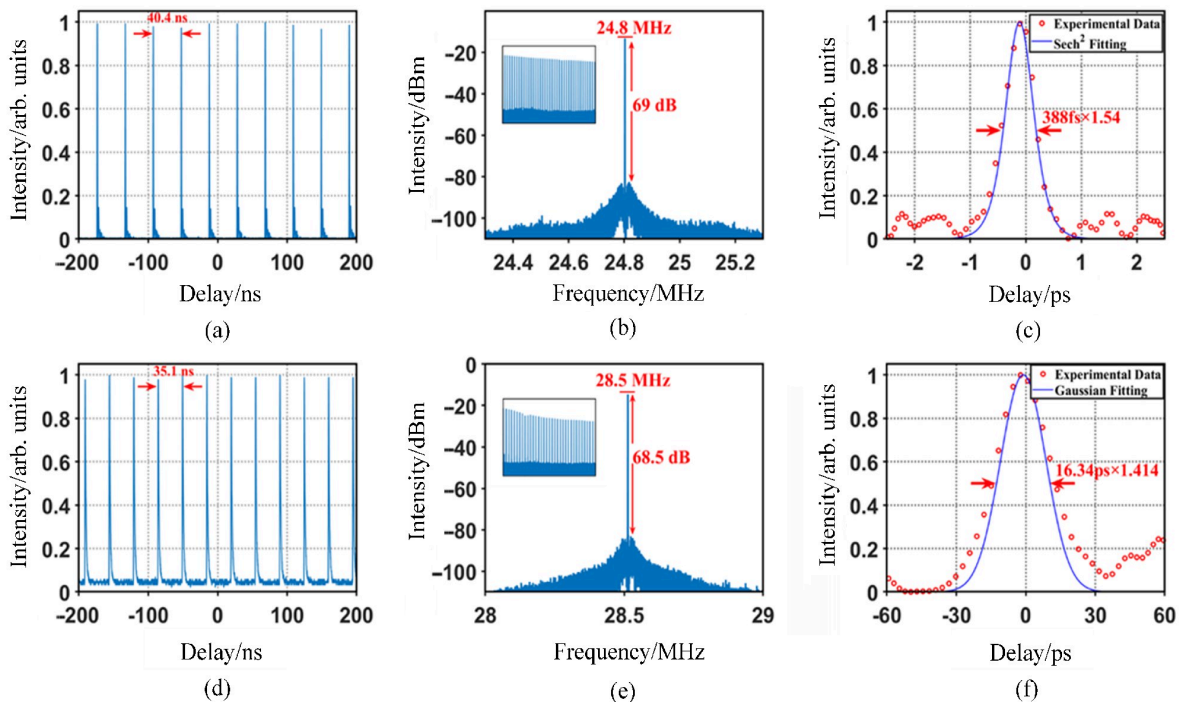 40.4 ns
Intensity/arb. units
1
0.8
0.6
0.4
0.2
0
−200 −100 0 100 200
Delay/ns
(a)
24.8 MHz
69 dB
Intensity/dBm
−20
−40
−60
−80
−100
24.4 24.6 24.8 25 25.2
Frequency/MHz
(b)
Experimental Data
Sech² Fitting
388fs×1.54
Intensity/arb. units
1
0.8
0.6
0.4
0.2
0
-2 -1 0 1 2
Delay/ps
(c)
35.1 ns
Intensity/arb. units
1
0.8
0.6
0.4
0.2
0
−200 −100 0 100 200
Delay/ns
(d)
28.5 MHz
68.5 dB
Intensity/dBm
0
−20
−40
−60
−80
−100
28 28.5 29
Frequency/MHz
(e)
Experimental Data
Gaussian Fitting
16.34ps×1.414
Intensity/arb. units
1
0.8
0.6
0.4
0.2
0
-60 -30 0 30 60
Delay/ps
(f)